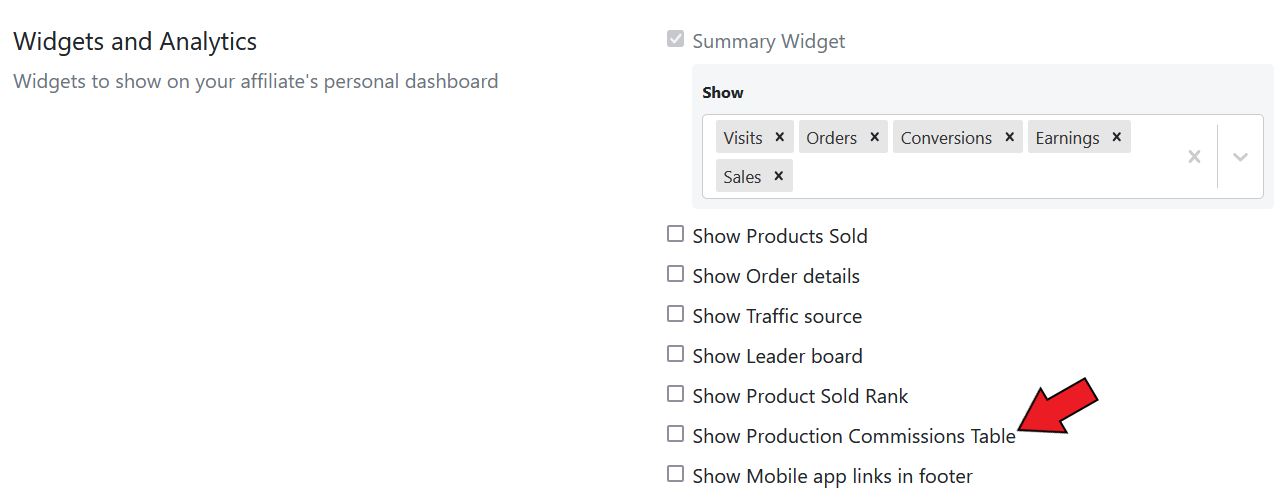 Widgets and Analytics
Widgets to show on your affiliate's personal dashboard
Summary Widget
Show
Visits × Orders × Conversions × Earnings ×
Sales ×
Show Products Sold
Show Order details
Show Traffic source
Show Leader board
Show Product Sold Rank
Show Production Commissions Table
Show Mobile app links in footer